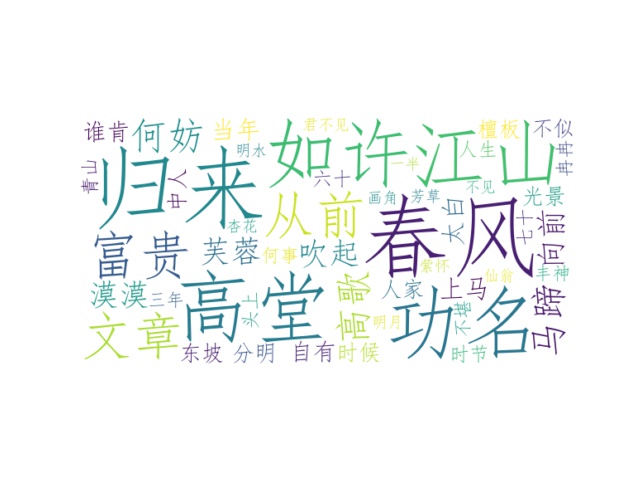 谁肯 何妨 当年 君不见 如许 江山 檀板 不似
青山 归来 中人 明水 六十 一半 人生 冉冉
从前 画角 芳草 不见 太白 光景
杏花 春风 七十 向前
富贵 芙蓉 何事 吹起 萦怀 仙翁 丰神
漠漠 三年 高堂 头上 高歌 人家 上马 马蹄
文章 明月 功名 不堪
东坡 分明 自有 时候 时节